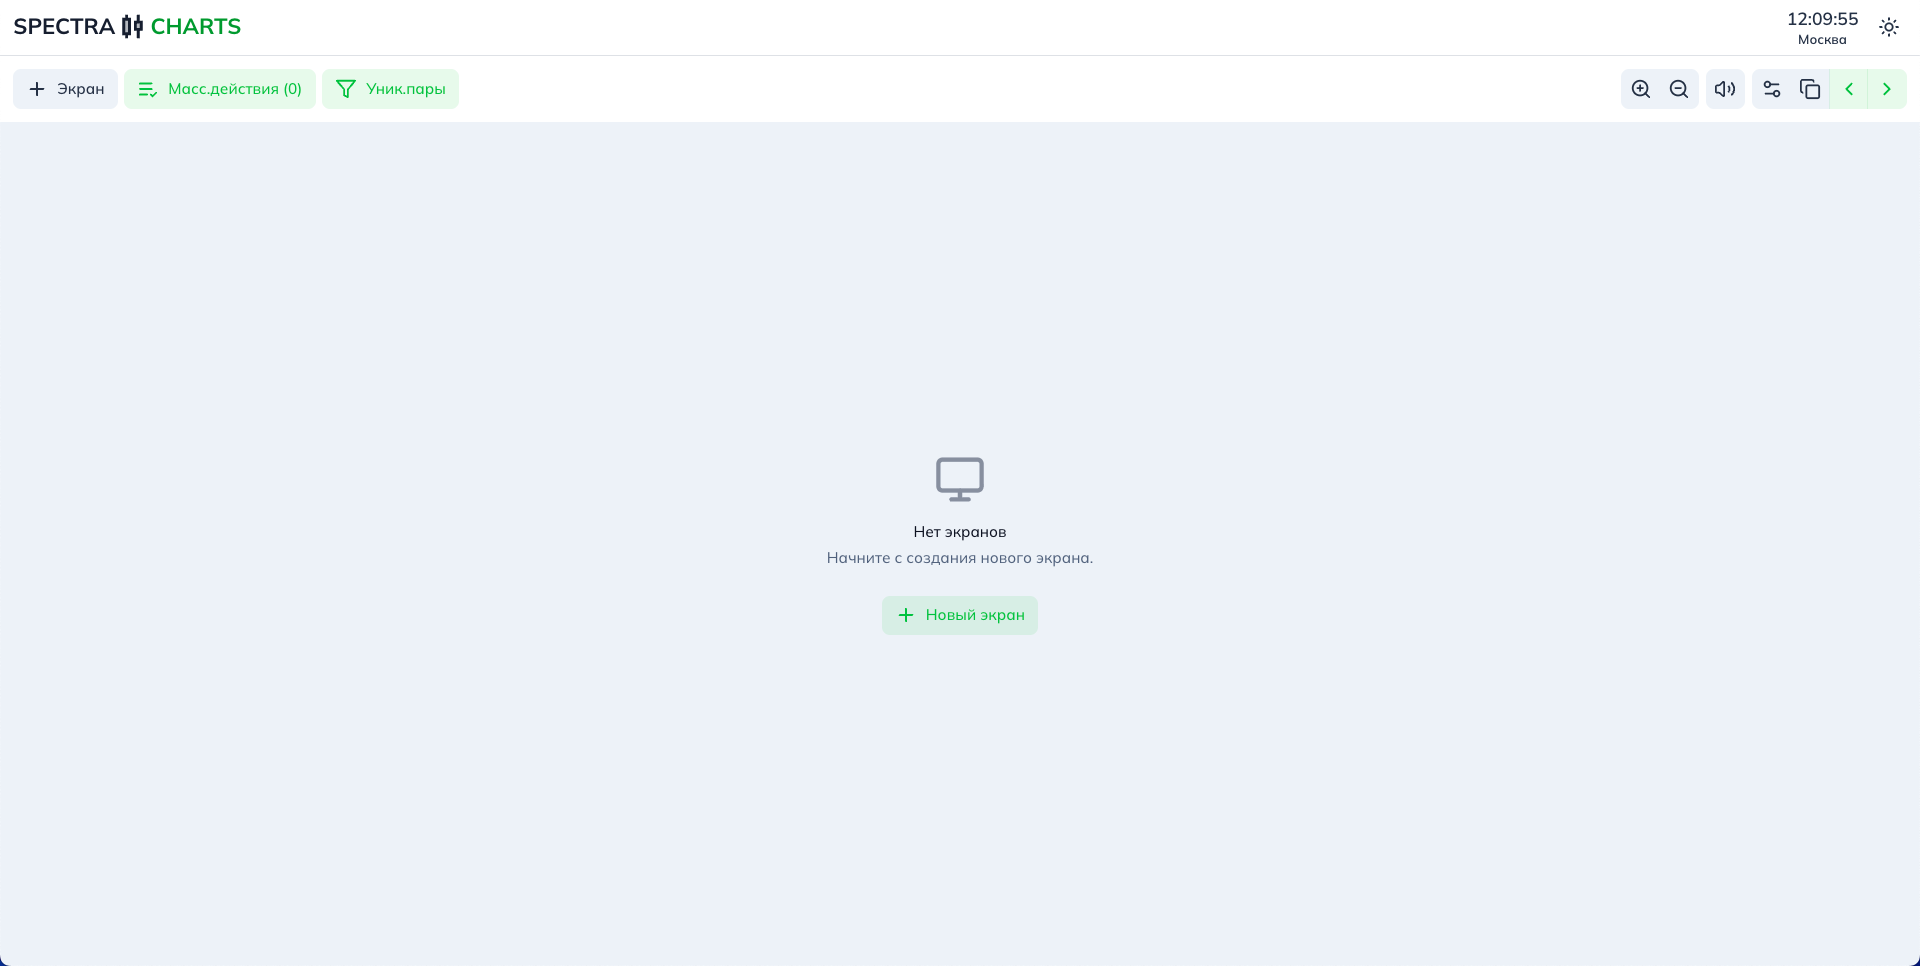 SPECTRA CHARTS
12:09:55
Москва
Экран
Масс.действия (0)
Уник.пары
Нет экранов
Начните с создания нового экрана.
Новый экран